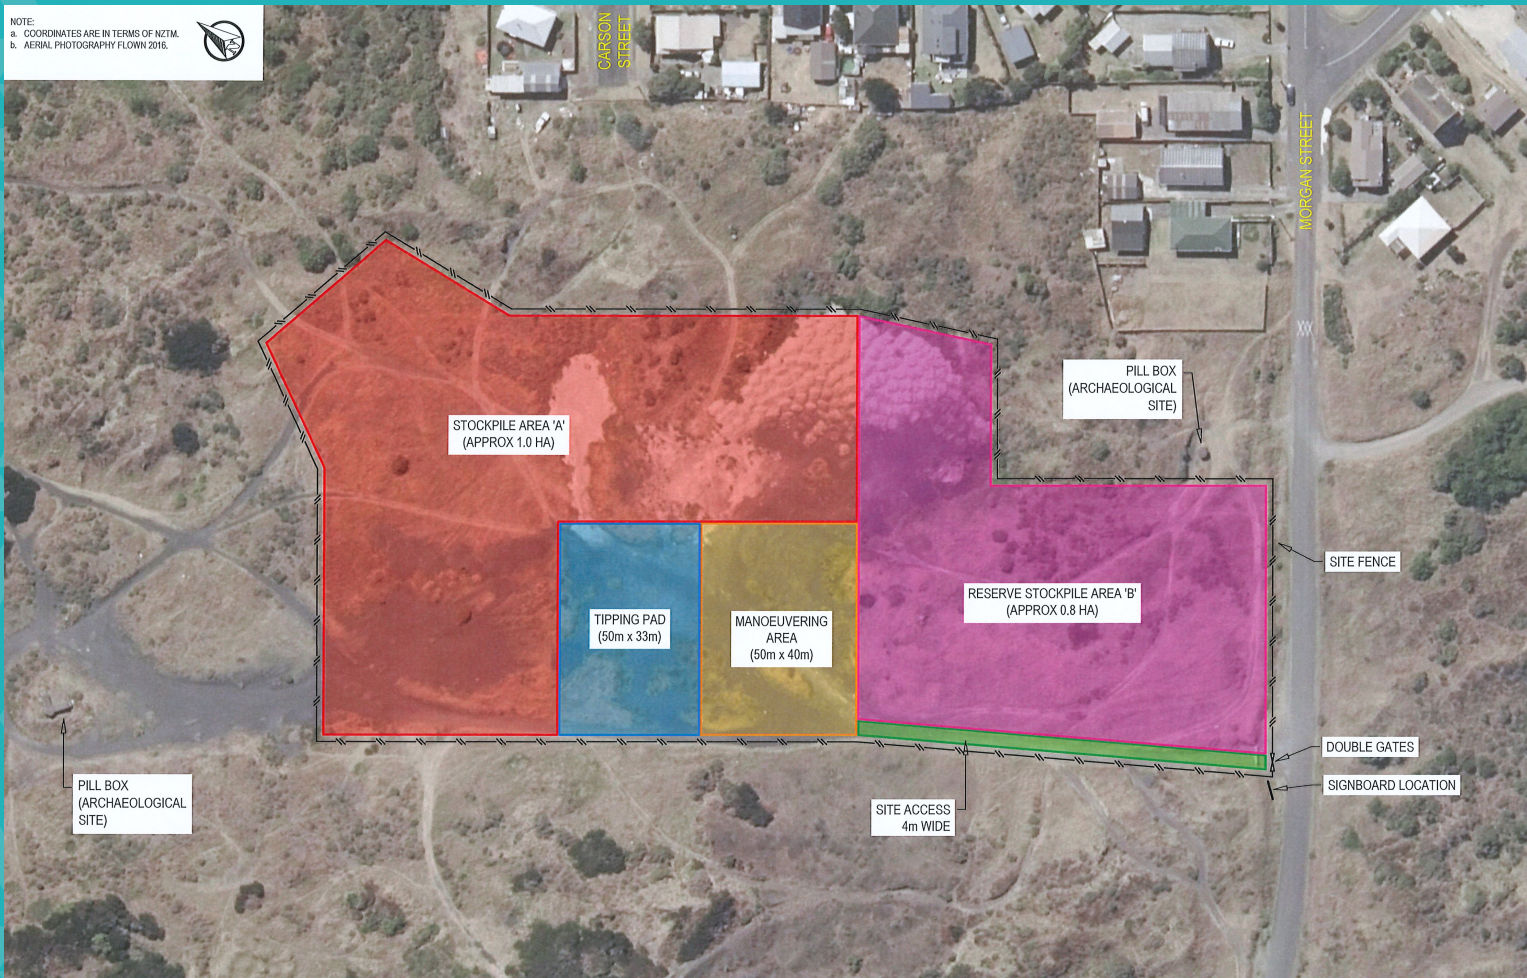 NOTE:
a. COORDINATES ARE IN TERMS OF NZTM.
b. AERIAL PHOTOGRAPHY FLOWN 2016.
CARSON
STREET
MORGAN STREET
PILL BOX
(ARCHAEOLOGICAL
SITE)
STOCKPILE AREA 'A'
(APPROX 1.0 HA)
SITE FENCE
RESERVE STOCKPILE AREA 'B'
(APPROX 0.8 HA)
TIPPING PAD
(50m x 33m)
MANOEUVERING
AREA
(50m x 40m)
DOUBLE GATES
SIGNBOARD LOCATION
PILL BOX
(ARCHAEOLOGICAL
SITE)
SITE ACCESS
4m WIDE